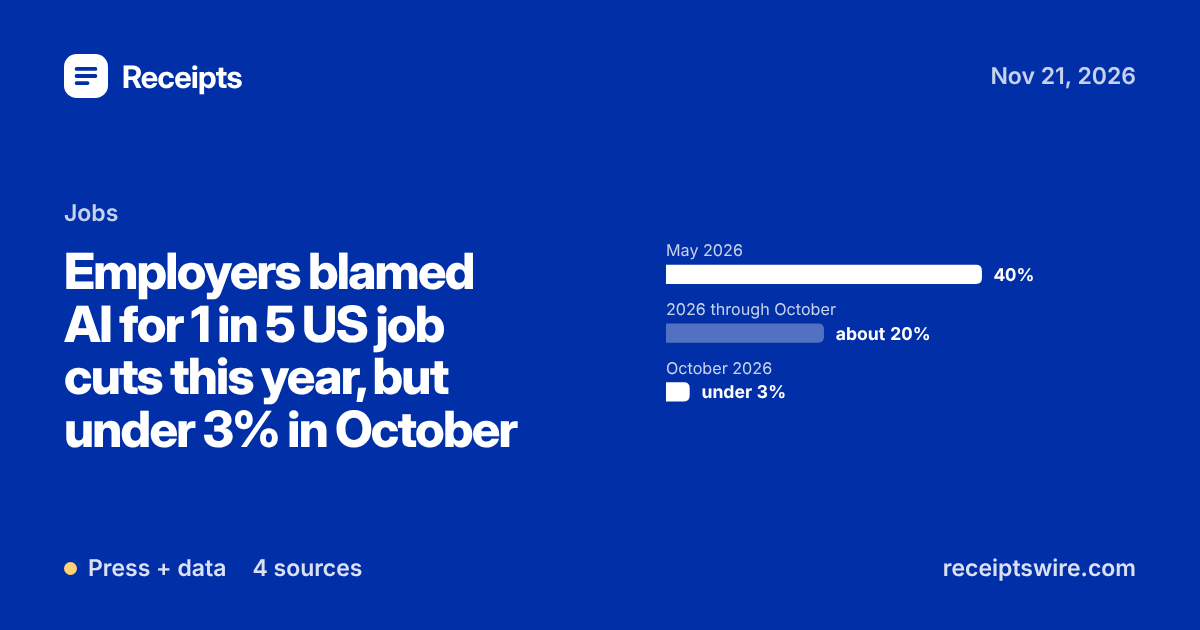 Receipts
Nov 21, 2026
Jobs
Employers blamed
AI for 1 in 5 US job
cuts this year, but
under 3% in October
May 2026
40%
2026 through October
about 20%
October 2026
under 3%
Press + data
4 sources
receiptswire.com